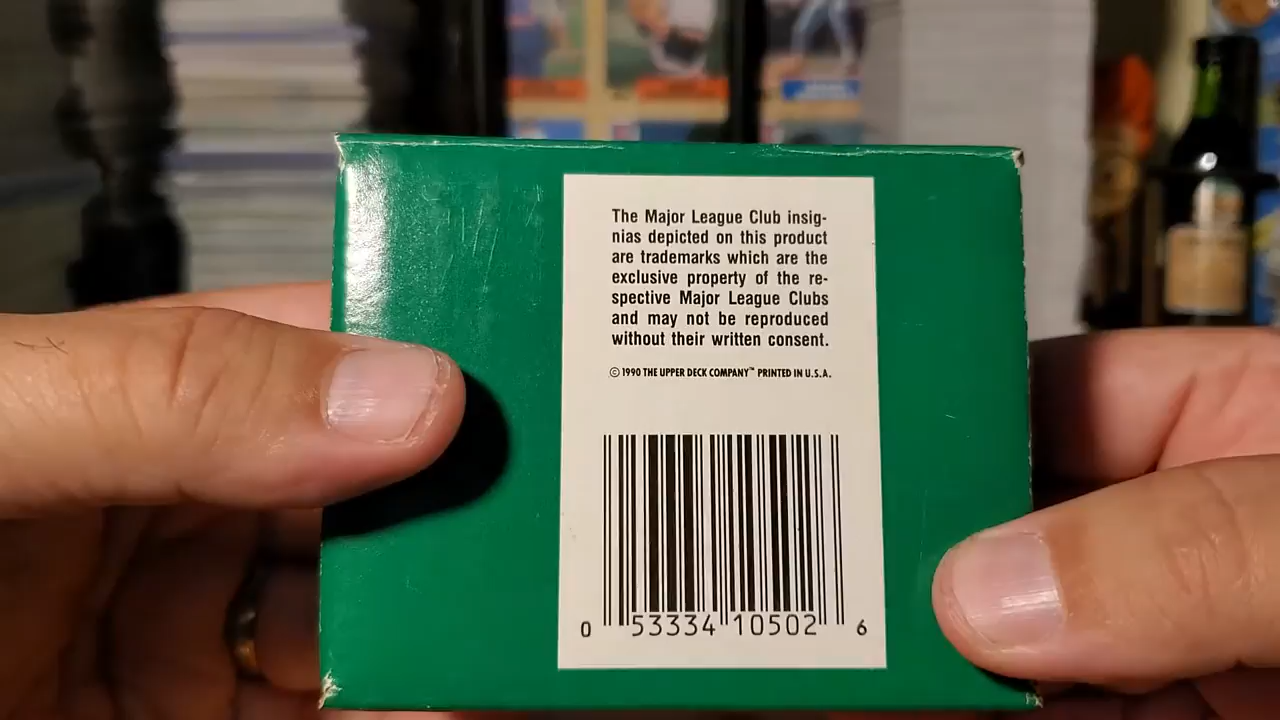 The Major League Club insig-
nias depicted on this product
are trademarks which are the
exclusive property of the re-
spective Major League Clubs
and may not be reproduced
without their written consent.
© 1990 THE UPPER DECK COMPANY™ PRINTED IN U.S.A.
0 53334 10502 6